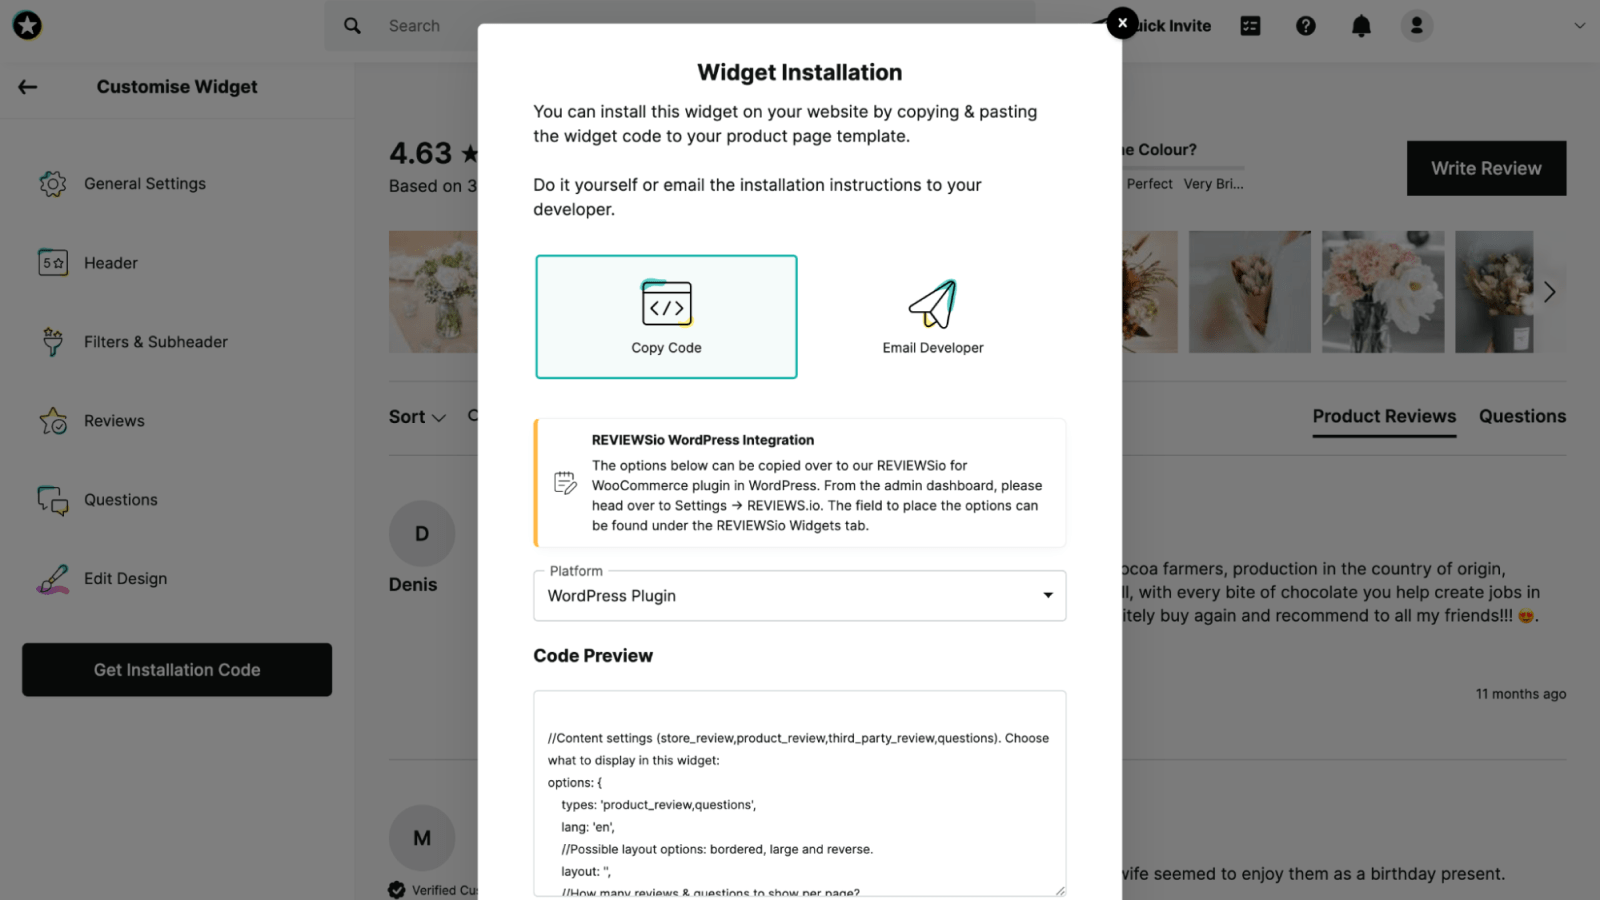 Search
Quick Invite
Customise Widget
General Settings
Header
Filters & Subheader
Reviews
Questions
Edit Design
Get Installation Code
4.63
Based on 3
Sort
D
Denis
M
Verified Cus
Widget Installation
You can install this widget on your website by copying & pasting
the widget code to your product page template.
Do it yourself or email the installation instructions to your
developer.
Copy Code
Email Developer
REVIEWSio WordPress Integration
The options below can be copied over to our REVIEWSio for
WooCommerce plugin in WordPress. From the admin dashboard, please
head over to Settings → REVIEWS.io. The field to place the options can
be found under the REVIEWSio Widgets tab.
Platform
WordPress Plugin
Code Preview
//Content settings (store_review,product_review,third_party_review,questions). Choose
what to display in this widget:
options: {
types: 'product_review,questions',
lang: 'en',
//Possible layout options: bordered, large and reverse.
layout: '',
//How many reviews & questions to show per page?
e Colour?
Perfect Very Bri...
Write Review
Product Reviews Questions
ocoa farmers, production in the country of origin,
ll, with every bite of chocolate you help create jobs in
itely buy again and recommend to all my friends!!! 😍.
11 months ago
wife seemed to enjoy them as a birthday present.